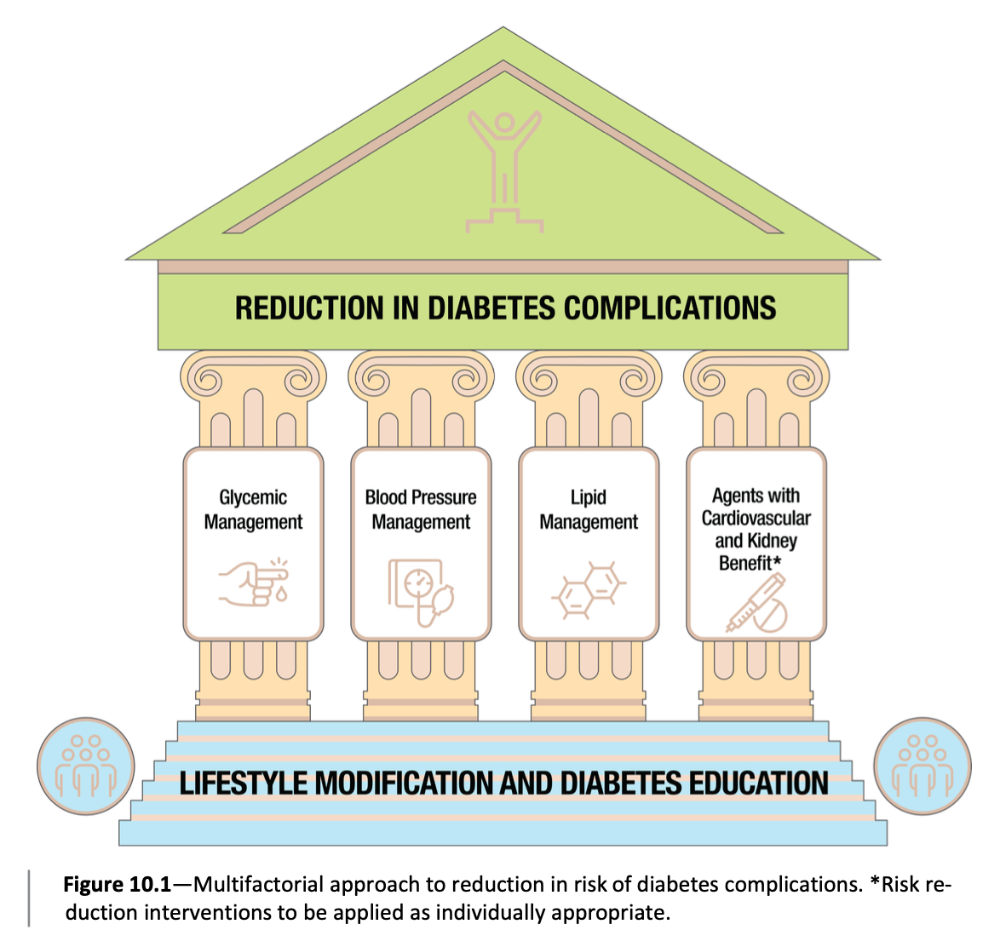 REDUCTION IN DIABETES COMPLICATIONS
Glycemic
Management
Blood Pressure
Management
Lipid
Management
Agents with
Cardiovascular
and Kidney
Benefit*
LIFESTYLE MODIFICATION AND DIABETES EDUCATION
Figure 10.1—Multifactorial approach to reduction in risk of diabetes complications. *Risk re-
duction interventions to be applied as individually appropriate.